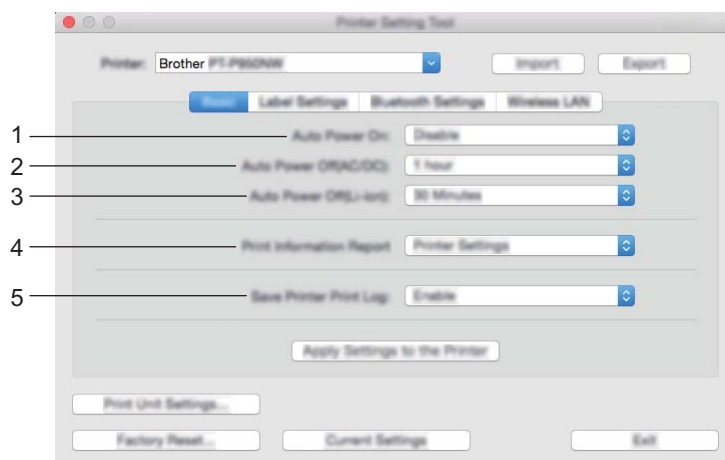 Printer Setting Tool
Printer: Brother
Import Export
Label Settings Bluetooth Settings Wireless LAN
1 Auto Power On: Disable
2 Auto Power Off(AC/DC): 1 hour
3 Auto Power Off(Li-ion): 30 Minutes
4 Print Information Report Printer Settings
5 Save Printer Print Log: Enable
Apply Settings to the Printer
Print Unit Settings...
Factory Reset... Current Settings Exit